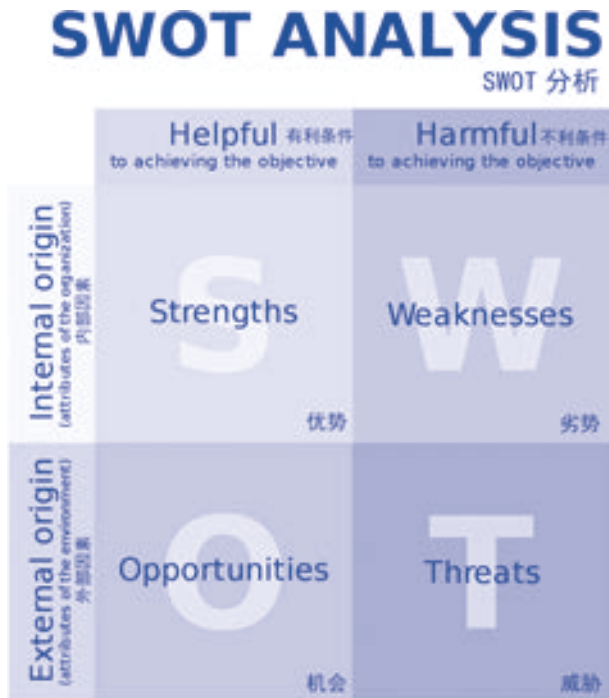 SWOT ANALYSIS
SWOT 分析
Helpful 有利条件
to achieving the objective
Harmful 不利条件
to achieving the objective
Internal origin
(attributes of the organization)
内部因素
S
Strengths
优势
W
Weaknesses
劣势
External origin
(attributes of the environment)
外部因素
O
Opportunities
机会
T
Threats
威胁